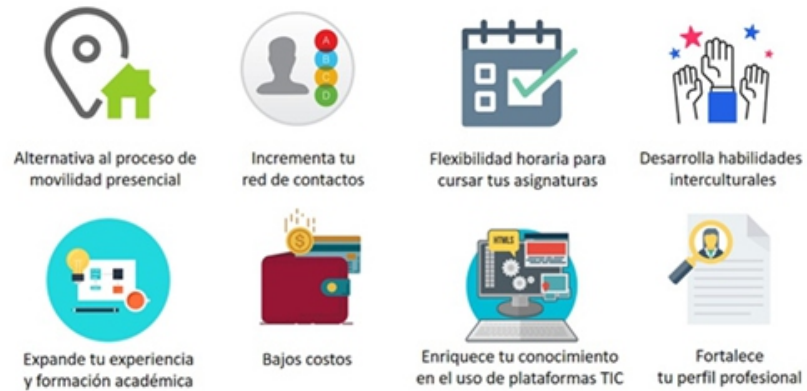 A
B
C
D
Alternativa al proceso de
movilidad presencial
Incrementa tu
red de contactos
Flexibilidad horaria para
cursar tus asignaturas
Desarrolla habilidades
interculturales
$
HTML5
Expande tu experiencia
y formación académica
Bajos costos
Enriquece tu conocimiento
en el uso de plataformas TIC
Fortalece
tu perfil profesional